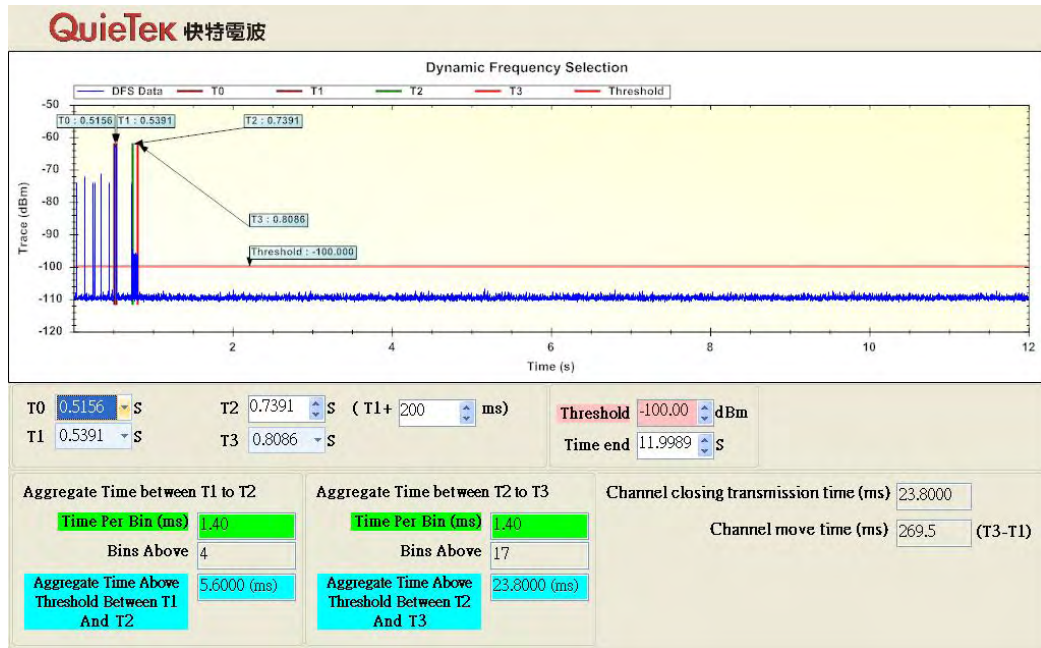 QuieTek 快特電波
Dynamic Frequency Selection
DFS Data T0 T1 T2 T3 Threshold
-50
T0 : 0.5156 T1 : 0.5391 T2 : 0.7391
-60
-70
-80
T3 : 0.8086
-90
Threshold : -100.000
-100
-110
-120
Trace (dBm)
2 4 6 8 10 12
Time (s)
T0 0.5156 S T2 0.7391 S ( T1+ 200 ms)
T1 0.5391 S T3 0.8086 S
Threshold -100.00 dBm
Time end 11.9989 S
Aggregate Time between T1 to T2
Time Per Bin (ms) 1.40
Bins Above 4
Aggregate Time Above 5.6000 (ms)
Threshold Between T1
And T2
Aggregate Time between T2 to T3
Time Per Bin (ms) 1.40
Bins Above 17
Aggregate Time Above 23.8000 (ms)
Threshold Between T2
And T3
Channel closing transmission time (ms) 23.8000
Channel move time (ms) 269.5 (T3-T1)